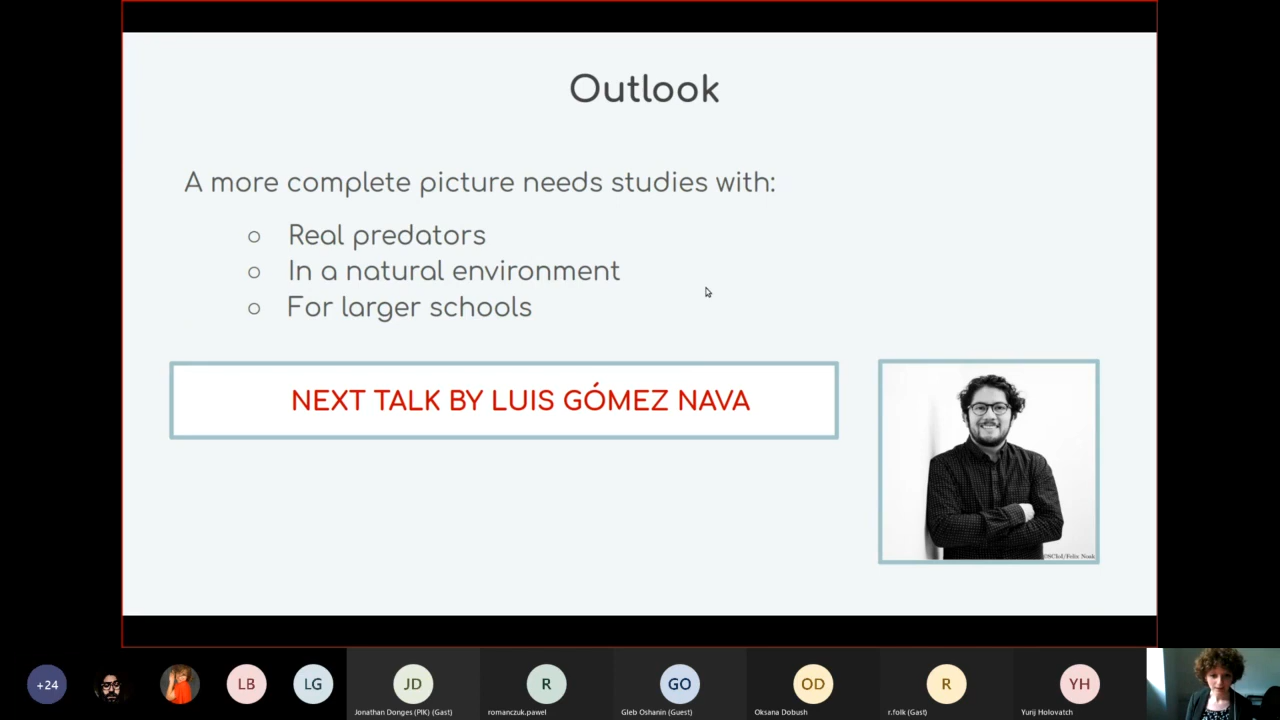 Outlook
A more complete picture needs studies with:
○ Real predators
○ In a natural environment
○ For larger schools
NEXT TALK BY LUIS GÓMEZ NAVA
+24
LB
LG
JD
R
GO
OD
R
YH
Jonathan Donges (PIK) (Gast)
romanczuk.pawel
Gleb Oshanin (Guest)
Oksana Dobush
r.folk (Gast)
Yurij Holovatch